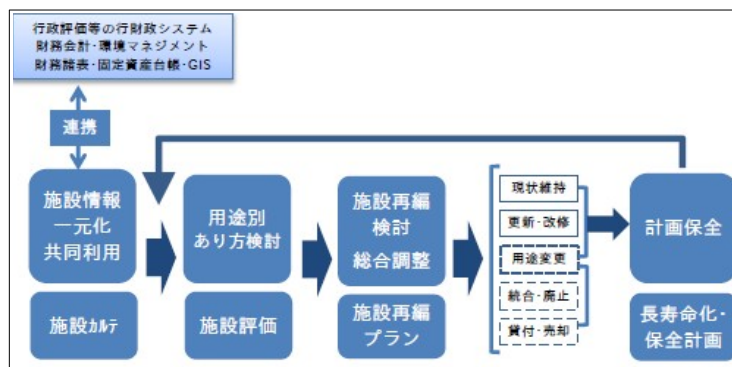 行政評価等の行財政システム
財務会計・環境マネジメント
財務諸表・固定資産台帳・GIS
連携
施設情報
一元化
共同利用
施設ｶﾙﾃ
用途別
あり方検討
施設評価
施設再編
検討
総合調整
施設再編
プラン
現状維持
更新・改修
用途変更
統合・廃止
貸付・売却
計画保全
長寿命化・
保全計画